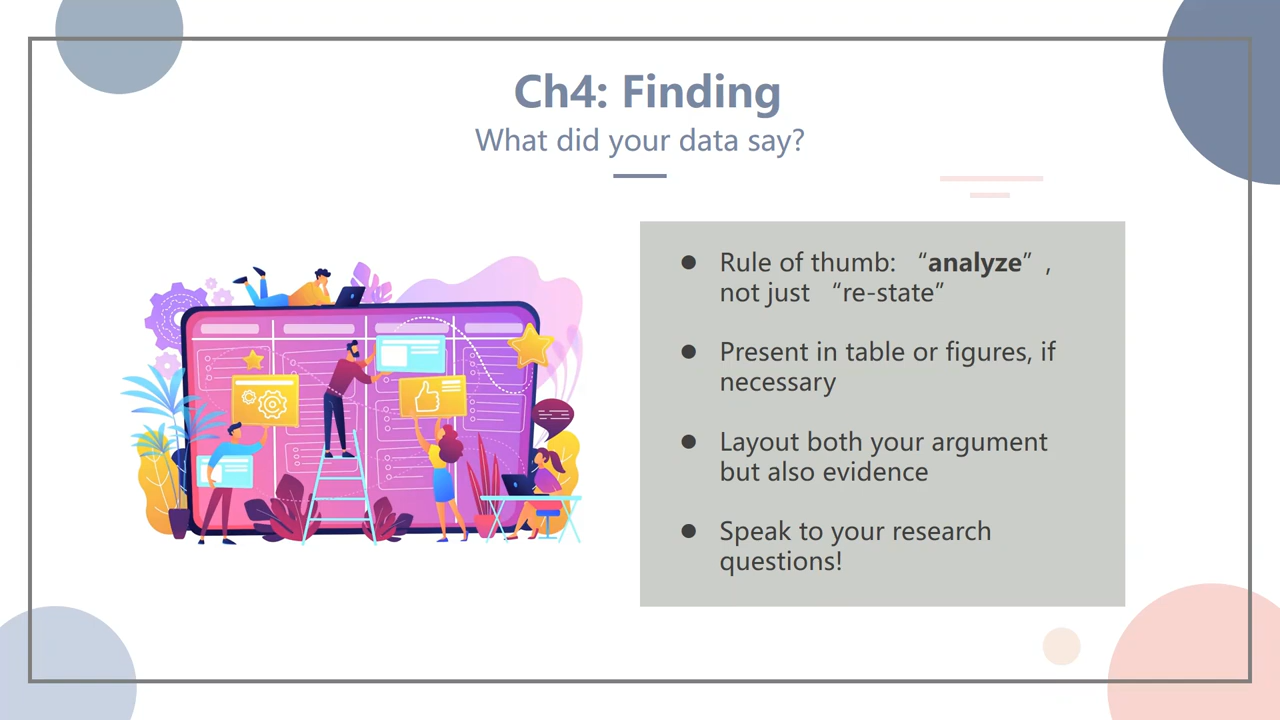 Ch4: Finding
What did your data say?
● Rule of thumb: “analyze”,
not just “re-state”
● Present in table or figures, if
necessary
● Layout both your argument
but also evidence
● Speak to your research
questions!